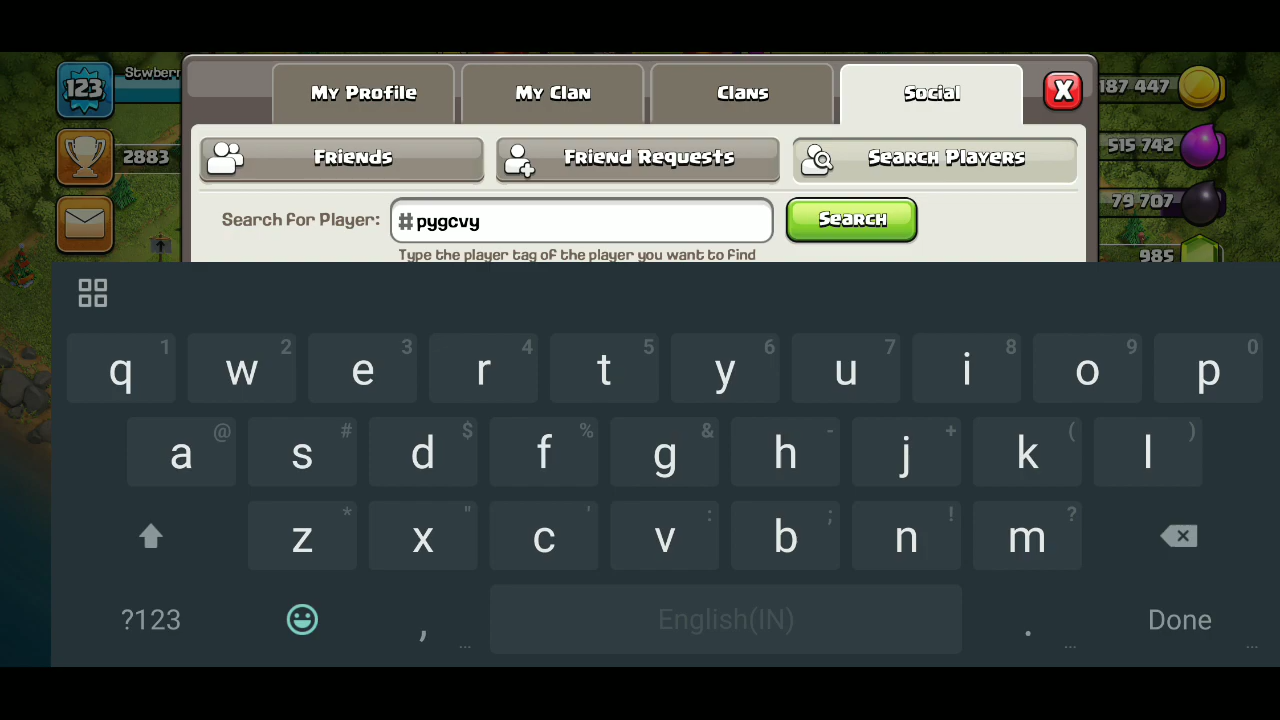 123 Stwberr
My Profile My Clan Clans Social X
187 447
2883
Friends Friend Requests Search Players
515 742
Search for Player: #pygcvy Search
79 707
Type the player tag of the player you want to find
985
q 1 w 2 e 3 r 4 t 5 y 6 u 7 i 8 o 9 p 0
a @ s # d $ f % g & h - j + k ( l )
z * x " c ' v : b ; n ! m ?
?123 , ... English(IN) . ... Done ...